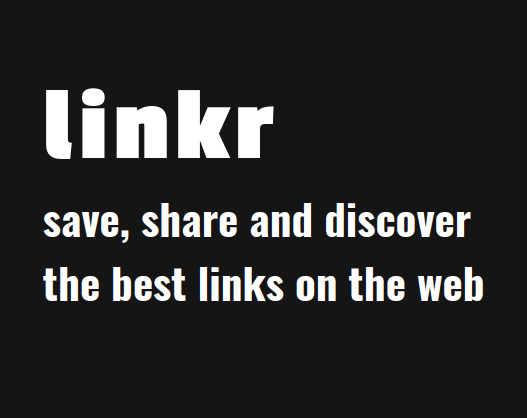 linkr
save, share and discover
the best links on the web